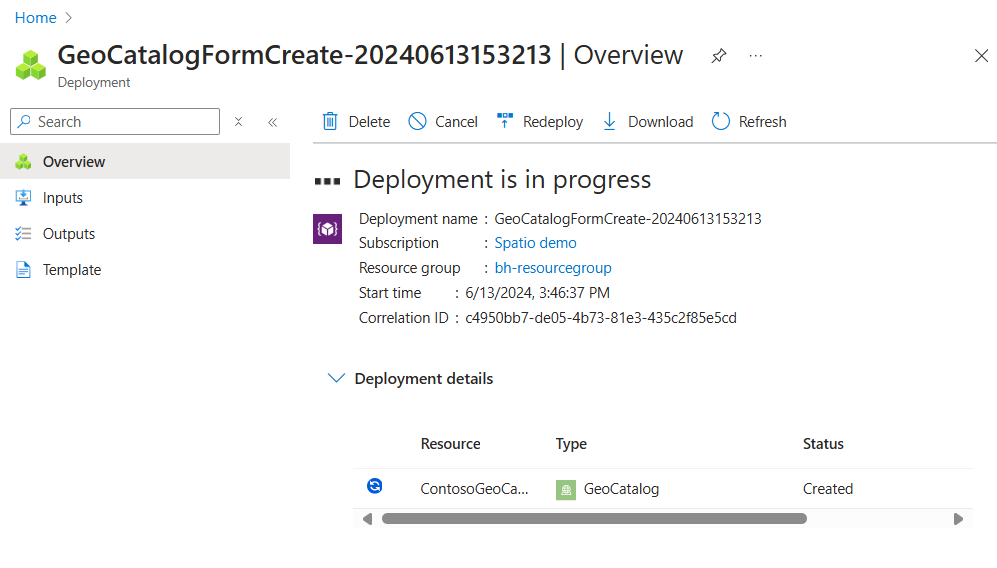 Home
GeoCatalogFormCreate-20240613153213 | Overview
Deployment
Search
Delete Cancel Redeploy Download Refresh
Overview
Inputs
Outputs
Template
Deployment is in progress
Deployment name : GeoCatalogFormCreate-20240613153213
Subscription : Spatio demo
Resource group : bh-resourcegroup
Start time : 6/13/2024, 3:46:37 PM
Correlation ID : c4950bb7-de05-4b73-81e3-435c2f85e5cd
Deployment details
Resource Type Status
ContosoGeoCa... GeoCatalog Created